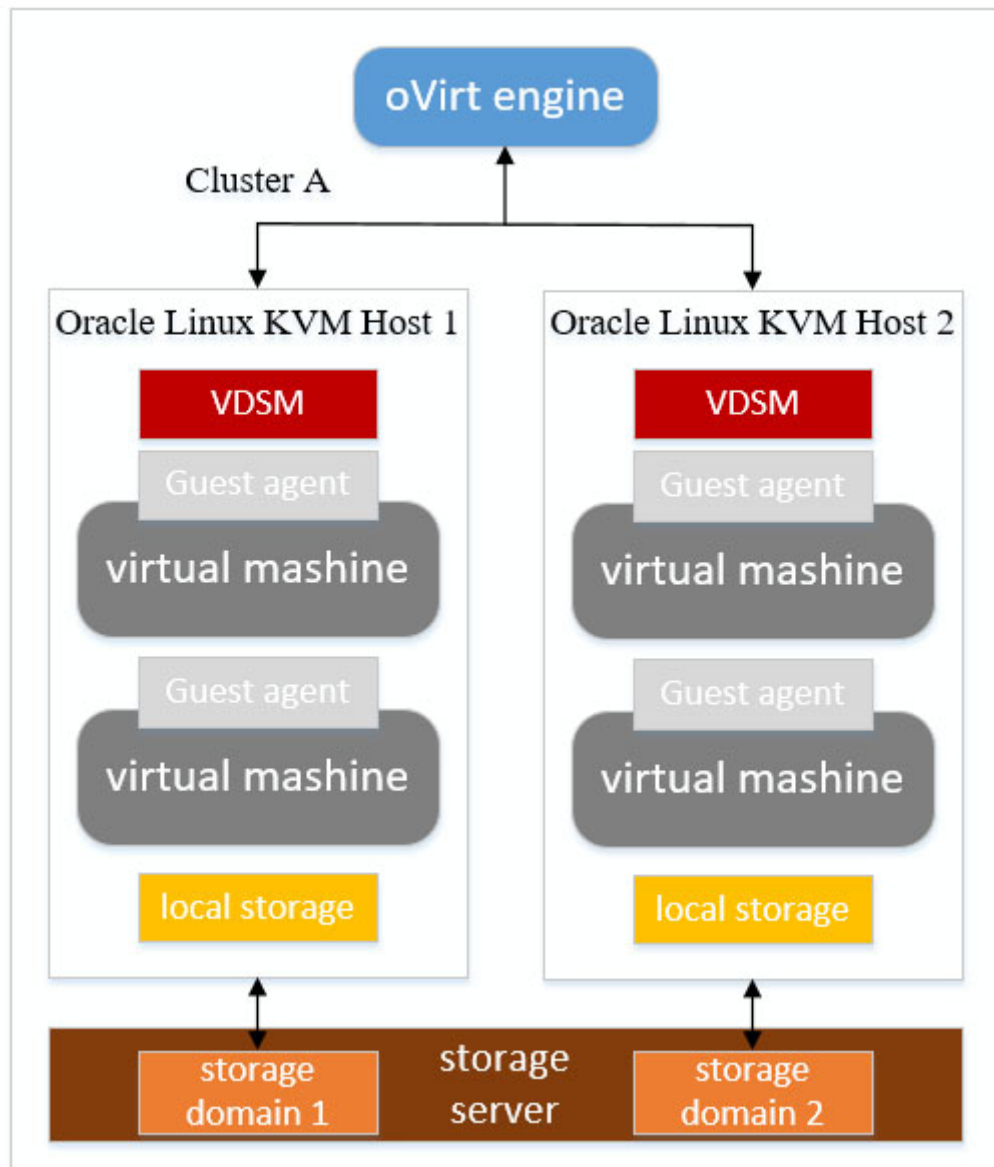 oVirt engine
Cluster A
Oracle Linux KVM Host 1
VDSM
Guest agent
virtual mashine
Guest agent
virtual mashine
local storage
Oracle Linux KVM Host 2
VDSM
Guest agent
virtual mashine
Guest agent
virtual mashine
local storage
storage
domain 1
storage
server
storage
domain 2